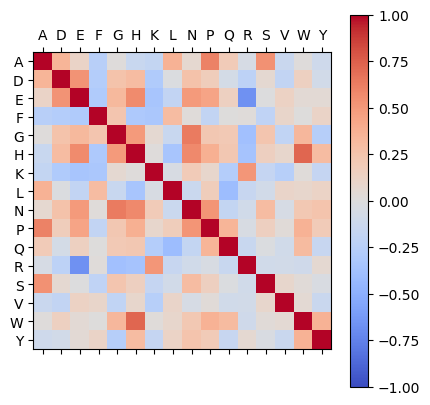 A D E F G H K L N P Q R S V W Y
A
D
E
F
G
H
K
L
N
P
Q
R
S
V
W
Y
1.00
0.75
0.50
0.25
0.00
−0.25
−0.50
−0.75
−1.00